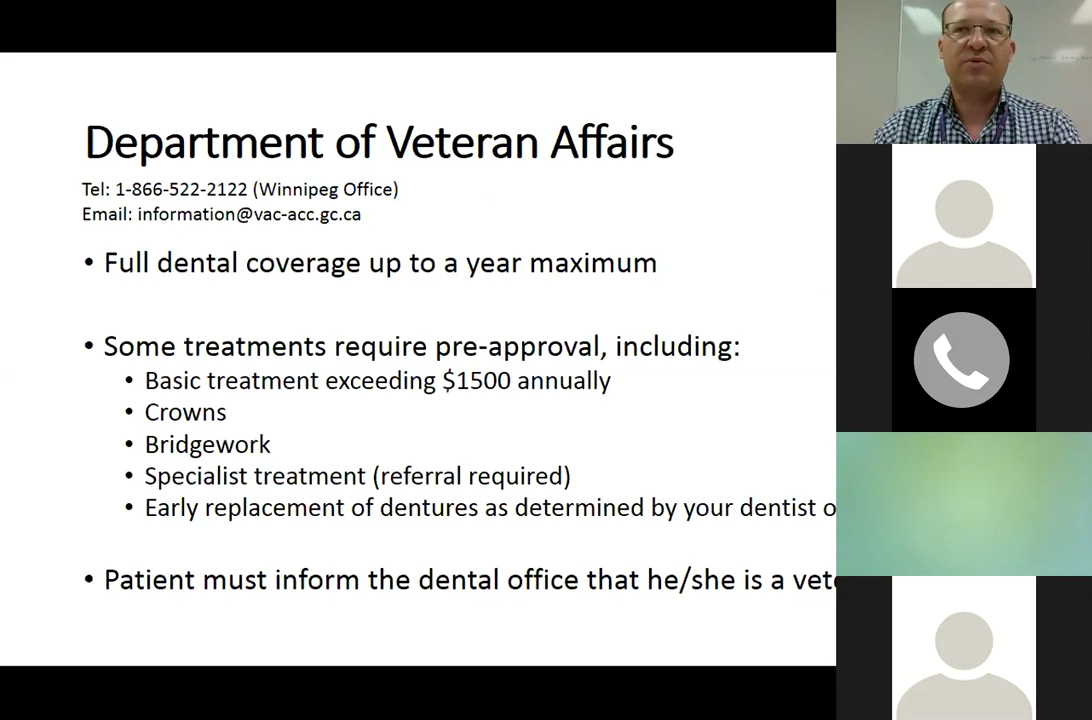 Department of Veteran Affairs
Tel: 1-866-522-2122 (Winnipeg Office)
Email: information@vac-acc.gc.ca
• Full dental coverage up to a year maximum
• Some treatments require pre-approval, including:
• Basic treatment exceeding $1500 annually
• Crowns
• Bridgework
• Specialist treatment (referral required)
• Early replacement of dentures as determined by your dentist
• Patient must inform the dental office that he/she is a